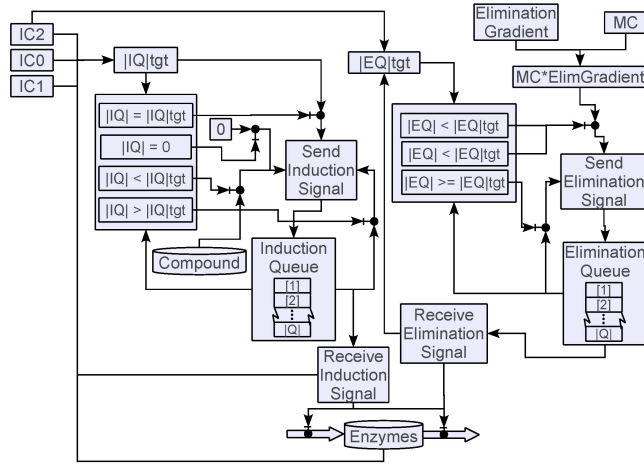 IC2
IC0
IC1
|IQ|tgt
|EQ|tgt
Elimination
Gradient
MC
MC*ElimGradient
|IQ| = |IQ|tgt
|IQ| = 0
|IQ| < |IQ|tgt
|IQ| > |IQ|tgt
0
Send
Induction
Signal
|EQ| < |EQ|tgt
|EQ| < |EQ|tgt
|EQ| >= |EQ|tgt
Send
Elimination
Signal
Compound
Induction
Queue
[1]
[2]
|Q|
Elimination
Queue
[1]
[2]
|Q|
Receive
Elimination
Signal
Receive
Induction
Signal
Enzymes